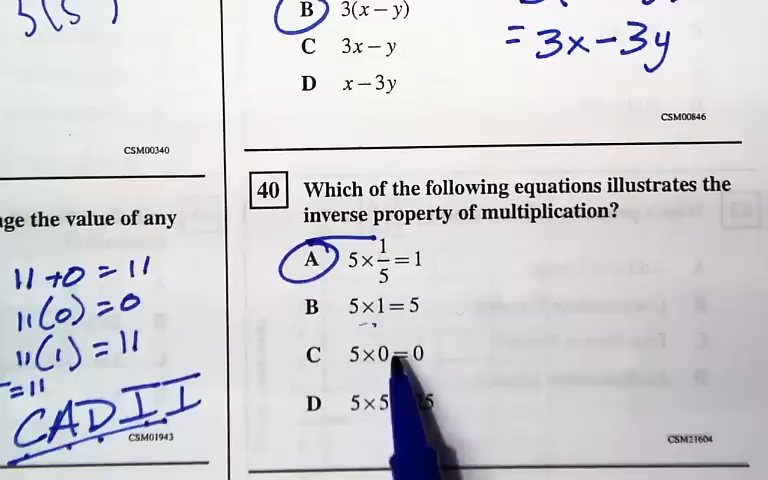 B 3(x – y)
C 3x – y
D x – 3y
= 3x – 3y
CSM00846
CSM00340
ge the value of any
11 + 0 = 11
11(0) = 0
11(1) = 11
= 11
CADII
CSM01943
40 Which of the following equations illustrates the
inverse property of multiplication?
A 5 × 1/5 = 1
B 5 × 1 = 5
C 5 × 0 = 0
D 5 × 5
CSM21604